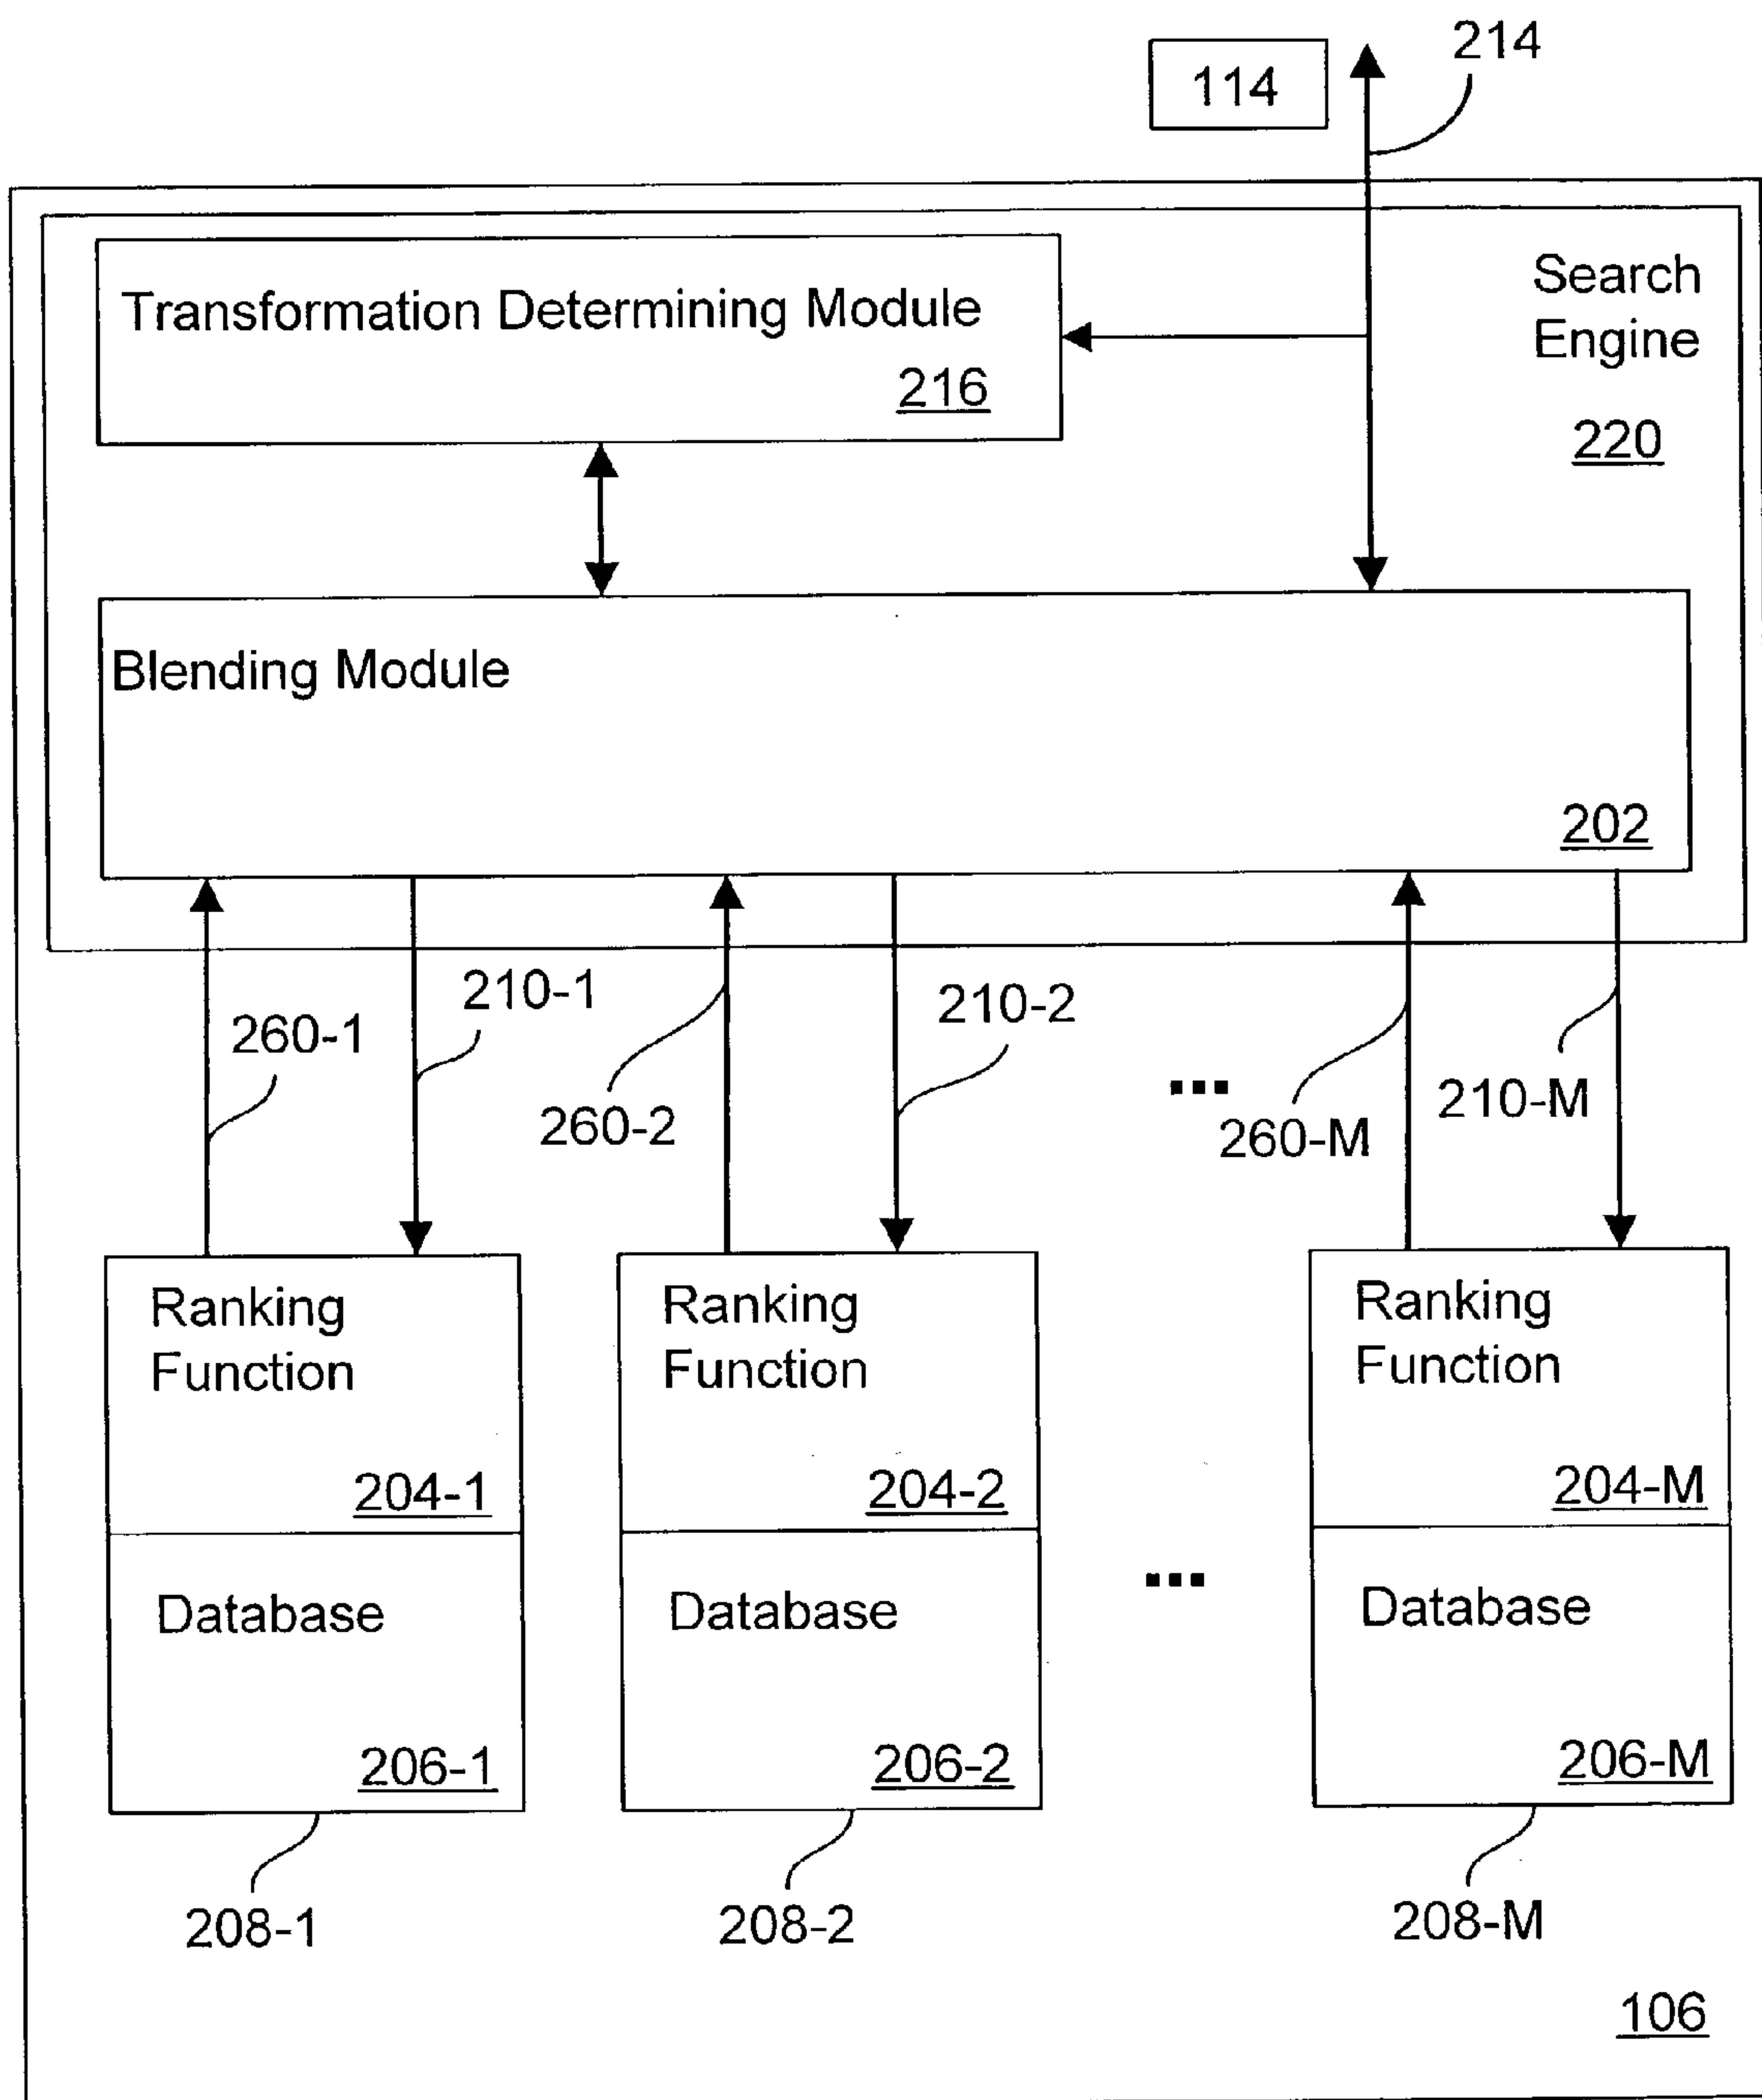 214
114
Search
Engine
220
Transformation Determining Module
216
Blending Module
202
260-1
210-1
260-2
210-2
...
260-M
210-M
Ranking
Function
204-1
Database
206-1
208-1
Ranking
Function
204-2
Database
206-2
208-2
...
Ranking
Function
204-M
Database
206-M
208-M
106